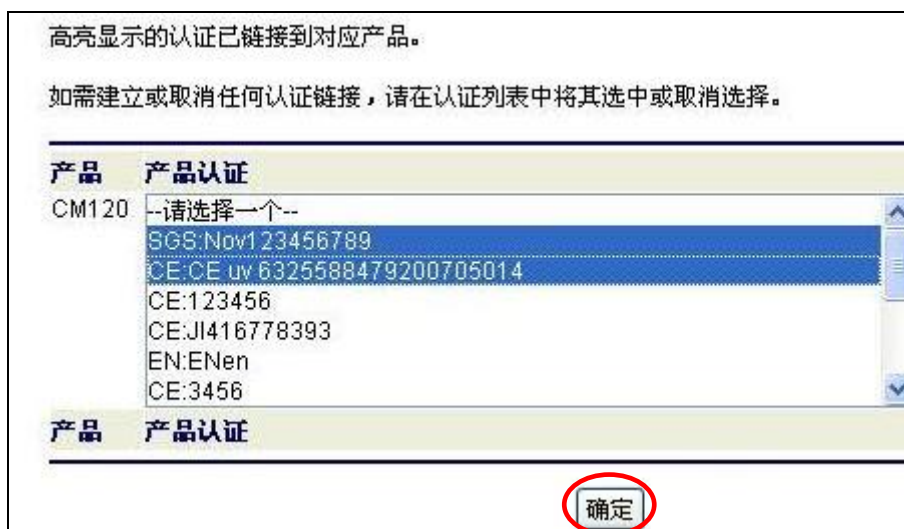 高亮显示的认证已链接到对应产品。
如需建立或取消任何认证链接，请在认证列表中将其选中或取消选择。
产品 产品认证
CM120 --请选择一个--
SGS:Nov123456789
CE:CE uv 6325588479200705014
CE:123456
CE:JI416778393
EN:ENen
CE:3456
产品 产品认证
确定